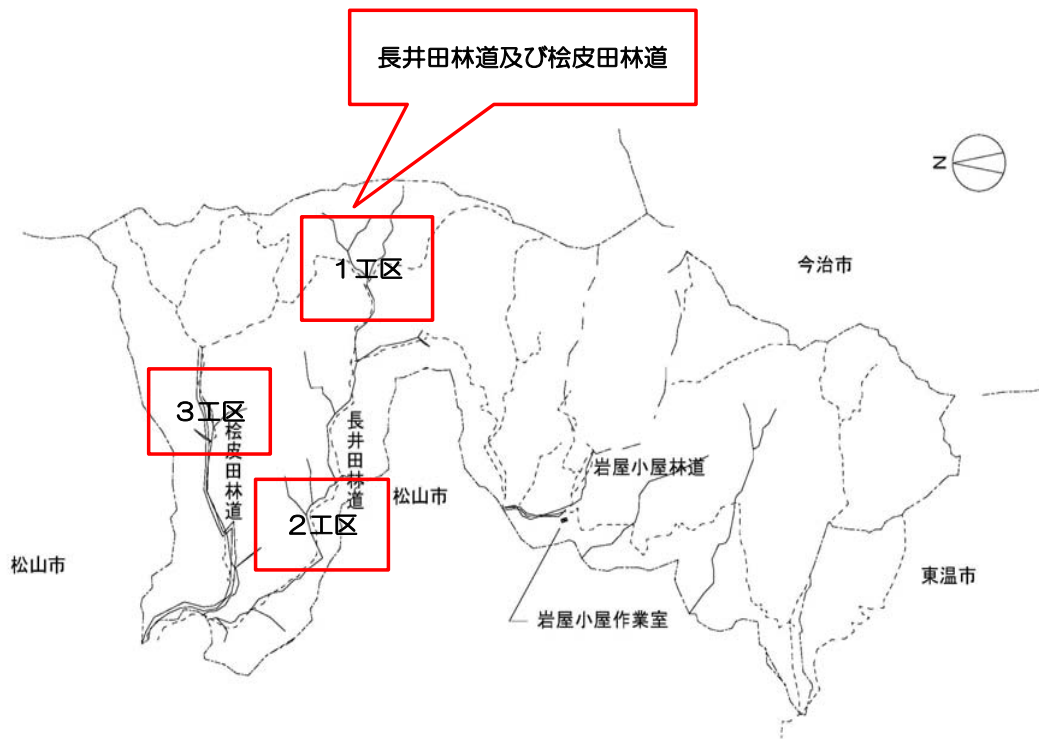 長井田林道及び桧皮田林道
N
1工区
今治市
3工区
桧皮田林道
長井田林道
松山市
2工区
岩屋小屋林道
松山市
東温市
岩屋小屋作業室